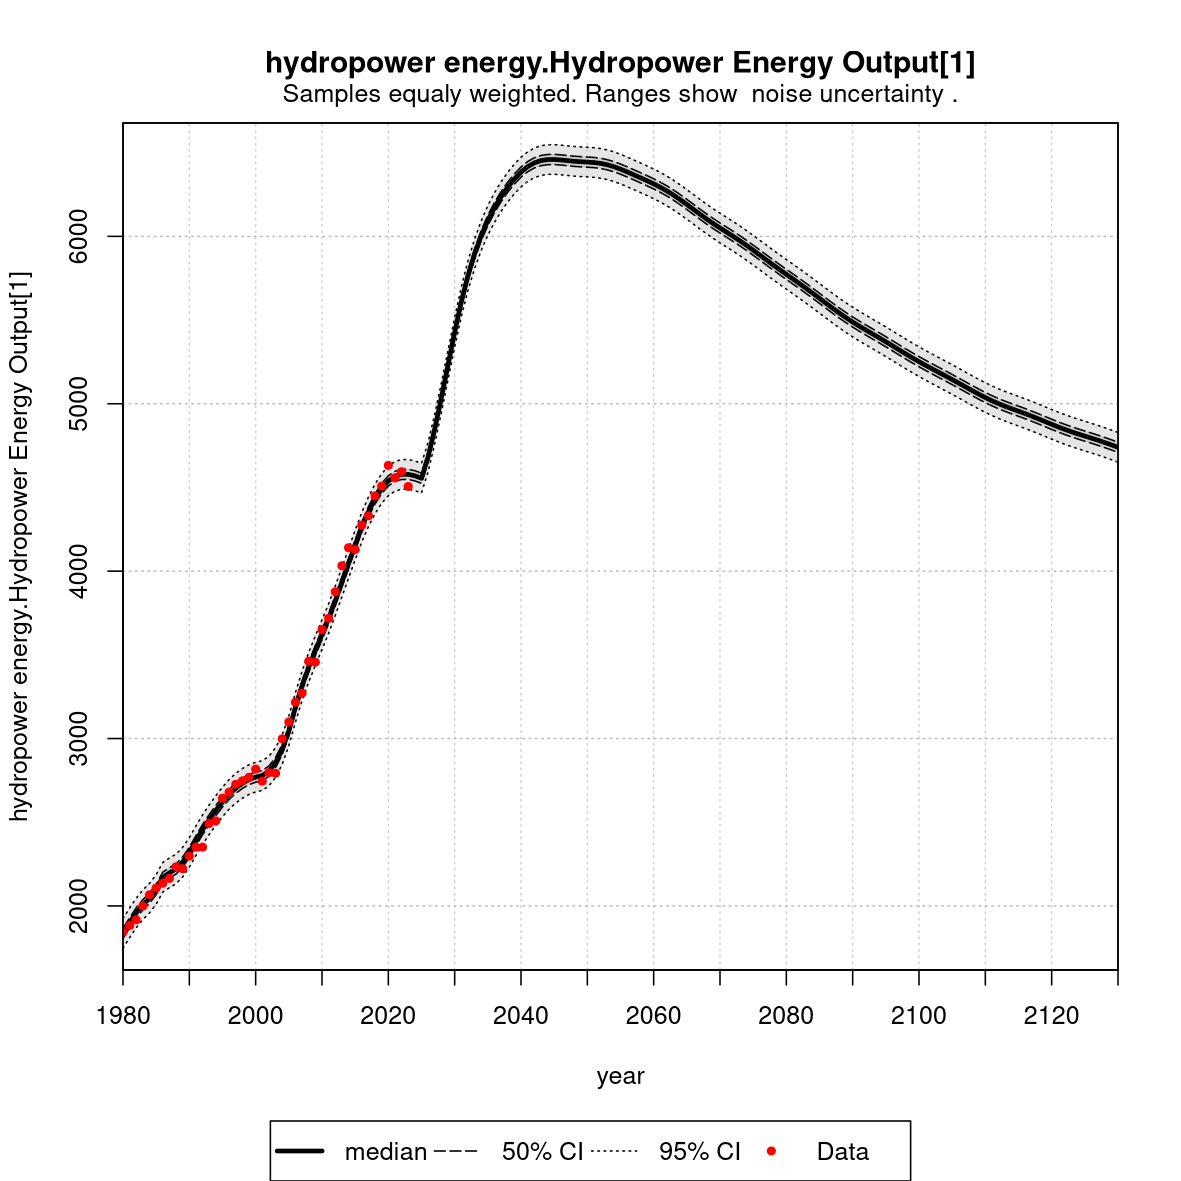 hydropower energy.Hydropower Energy Output[1]
Samples equaly weighted. Ranges show  noise uncertainty .
hydropower energy.Hydropower Energy Output[1]
6000
5000
4000
3000
2000
1980 2000 2020 2040 2060 2080 2100 2120
year
median 50% CI 95% CI Data